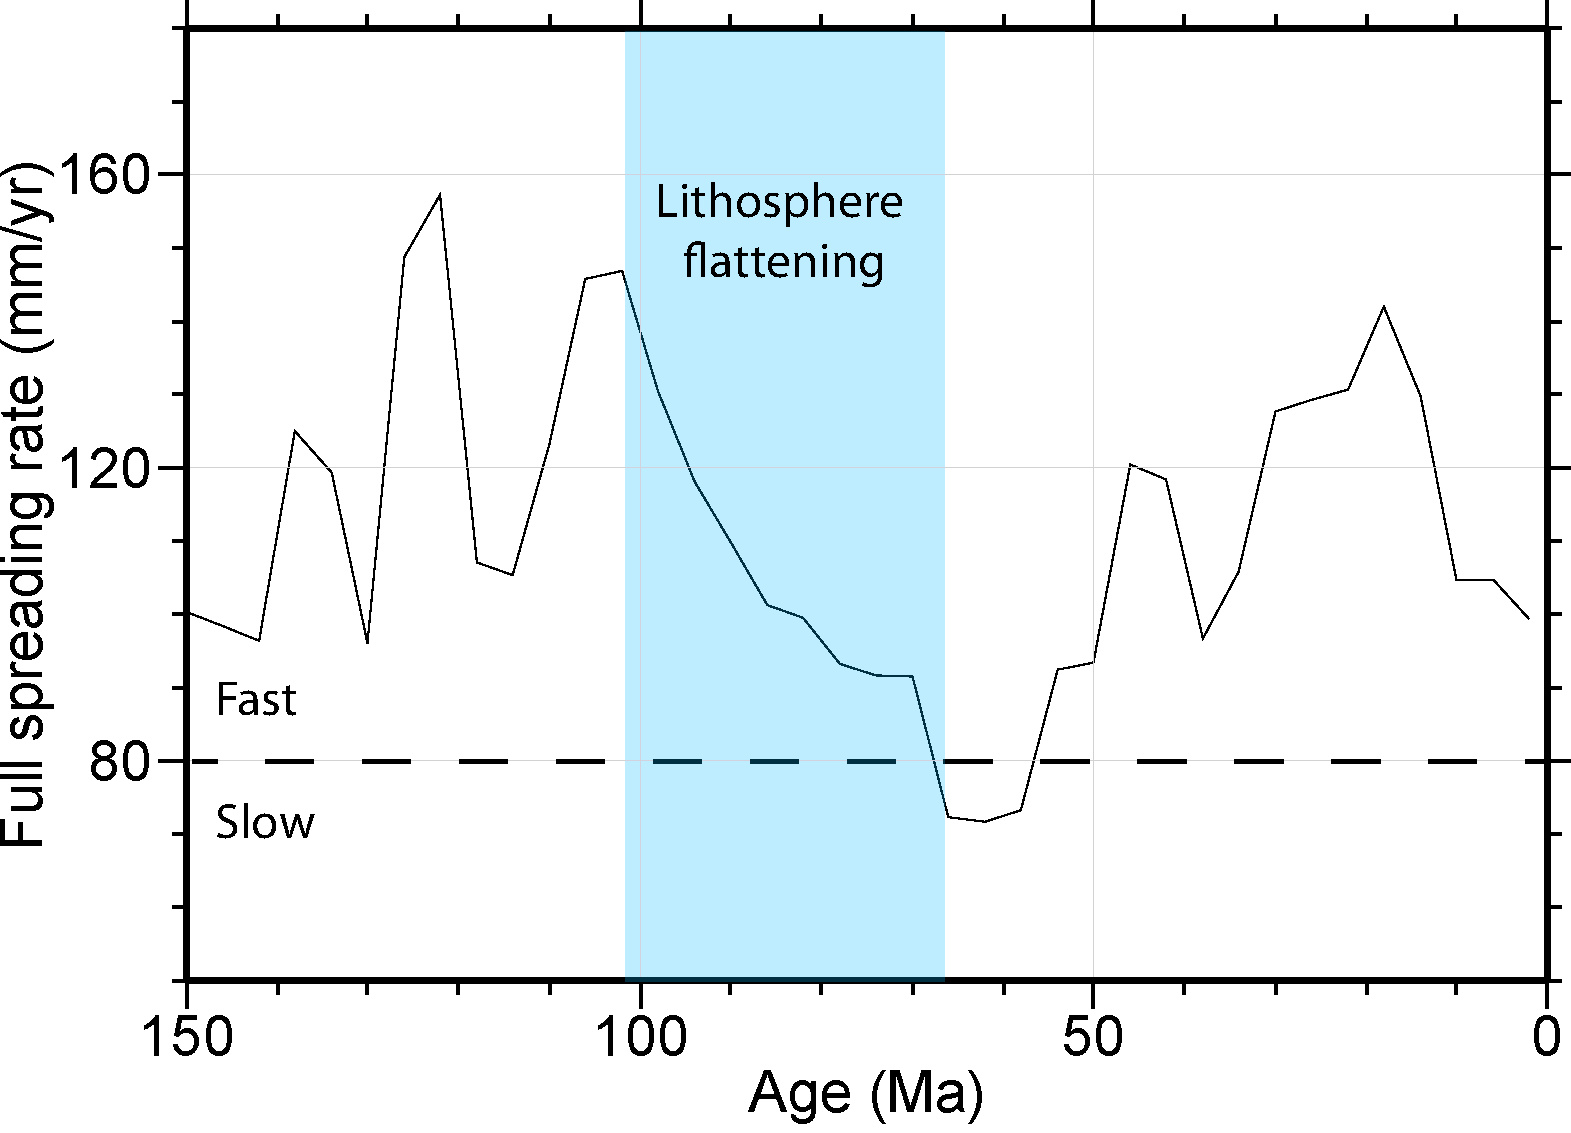 Full spreading rate (mm/yr)
160
120
80
Lithosphere
flattening
Fast
Slow
150
100
50
0
Age (Ma)